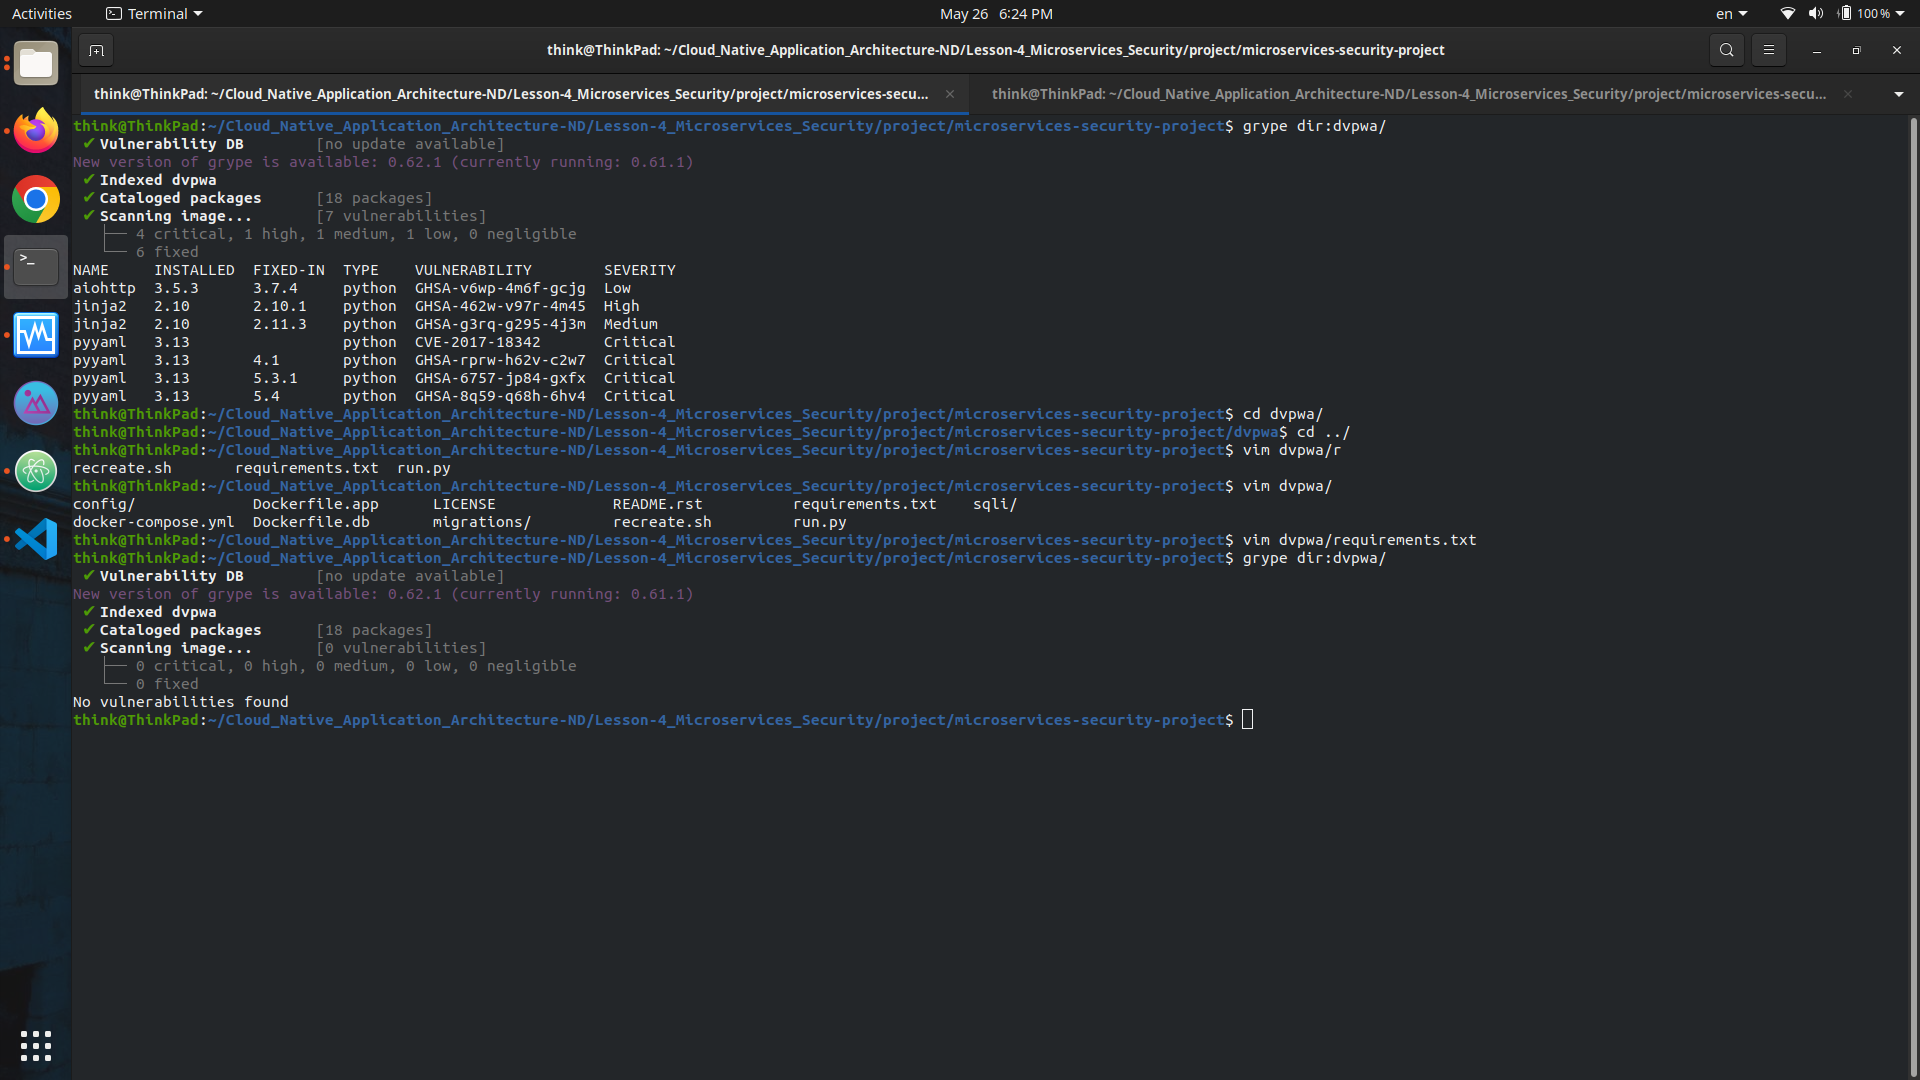 Activities Terminal May 26 6:24 PM en 100 %
think@ThinkPad: ~/Cloud_Native_Application_Architecture-ND/Lesson-4_Microservices_Security/project/microservices-security-project
think@ThinkPad: ~/Cloud_Native_Application_Architecture-ND/Lesson-4_Microservices_Security/project/microservices-secu... think@ThinkPad: ~/Cloud_Native_Application_Architecture-ND/Lesson-4_Microservices_Security/project/microservices-secu...
think@ThinkPad:~/Cloud_Native_Application_Architecture-ND/Lesson-4_Microservices_Security/project/microservices-security-project$ grype dir:dvpwa/
✔ Vulnerability DB        [no update available]
New version of grype is available: 0.62.1 (currently running: 0.61.1)
✔ Indexed dvpwa
✔ Cataloged packages      [18 packages]
✔ Scanning image...       [7 vulnerabilities]
├── 4 critical, 1 high, 1 medium, 1 low, 0 negligible
└── 6 fixed
NAME     INSTALLED  FIXED-IN  TYPE    VULNERABILITY        SEVERITY
aiohttp  3.5.3      3.7.4     python  GHSA-v6wp-4m6f-gcjg  Low
jinja2   2.10       2.10.1    python  GHSA-462w-v97r-4m45  High
jinja2   2.10       2.11.3    python  GHSA-g3rq-g295-4j3m  Medium
pyyaml   3.13                 python  CVE-2017-18342       Critical
pyyaml   3.13       4.1       python  GHSA-rprw-h62v-c2w7  Critical
pyyaml   3.13       5.3.1     python  GHSA-6757-jp84-gxfx  Critical
pyyaml   3.13       5.4       python  GHSA-8q59-q68h-6hv4  Critical
think@ThinkPad:~/Cloud_Native_Application_Architecture-ND/Lesson-4_Microservices_Security/project/microservices-security-project$ cd dvpwa/
think@ThinkPad:~/Cloud_Native_Application_Architecture-ND/Lesson-4_Microservices_Security/project/microservices-security-project/dvpwa$ cd ../
think@ThinkPad:~/Cloud_Native_Application_Architecture-ND/Lesson-4_Microservices_Security/project/microservices-security-project$ vim dvpwa/r
recreate.sh       requirements.txt  run.py
think@ThinkPad:~/Cloud_Native_Application_Architecture-ND/Lesson-4_Microservices_Security/project/microservices-security-project$ vim dvpwa/
config/             Dockerfile.app      LICENSE             README.rst          requirements.txt    sqli/
docker-compose.yml  Dockerfile.db       migrations/         recreate.sh         run.py
think@ThinkPad:~/Cloud_Native_Application_Architecture-ND/Lesson-4_Microservices_Security/project/microservices-security-project$ vim dvpwa/requirements.txt
think@ThinkPad:~/Cloud_Native_Application_Architecture-ND/Lesson-4_Microservices_Security/project/microservices-security-project$ grype dir:dvpwa/
✔ Vulnerability DB        [no update available]
New version of grype is available: 0.62.1 (currently running: 0.61.1)
✔ Indexed dvpwa
✔ Cataloged packages      [18 packages]
✔ Scanning image...       [0 vulnerabilities]
├── 0 critical, 0 high, 0 medium, 0 low, 0 negligible
└── 0 fixed
No vulnerabilities found
think@ThinkPad:~/Cloud_Native_Application_Architecture-ND/Lesson-4_Microservices_Security/project/microservices-security-project$